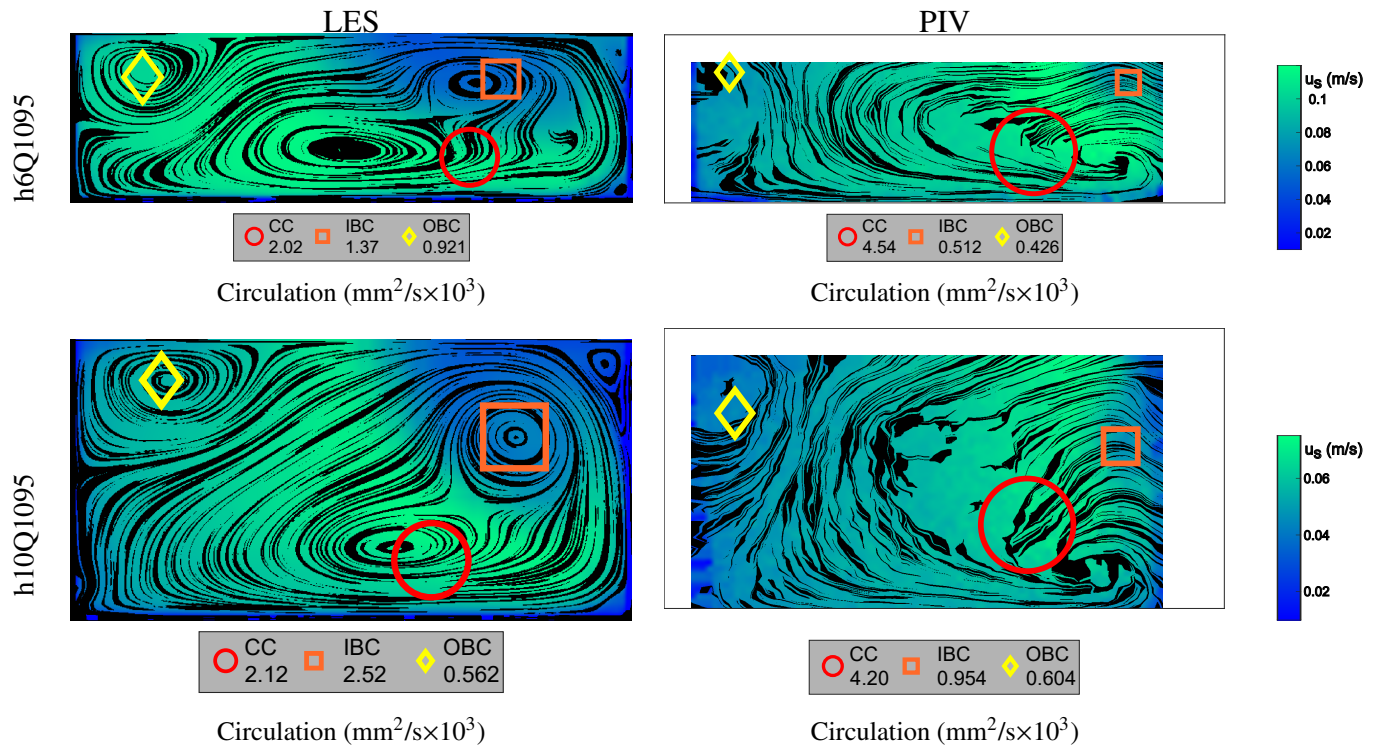 LES
PIV
h6Q1095
u_s (m/s)
0.1
0.08
0.06
0.04
0.02
CC IBC OBC
2.02 1.37 0.921
CC IBC OBC
4.54 0.512 0.426
Circulation (mm²/s×10³)
Circulation (mm²/s×10³)
h10Q1095
u_s (m/s)
0.06
0.04
0.02
CC IBC OBC
2.12 2.52 0.562
CC IBC OBC
4.20 0.954 0.604
Circulation (mm²/s×10³)
Circulation (mm²/s×10³)